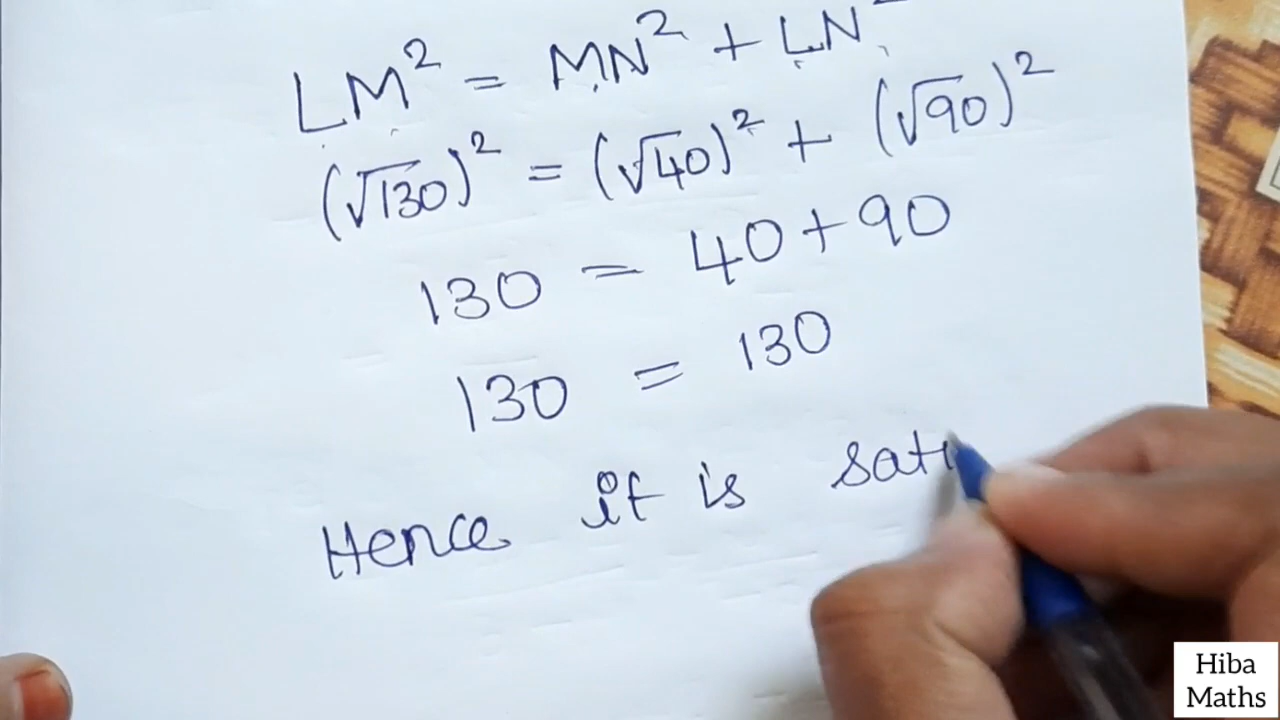 LM² = MN² + LN²
(√130)² = (√40)² + (√90)²
130 = 40 + 90
130 = 130
Hence it is sati
Hiba
Maths